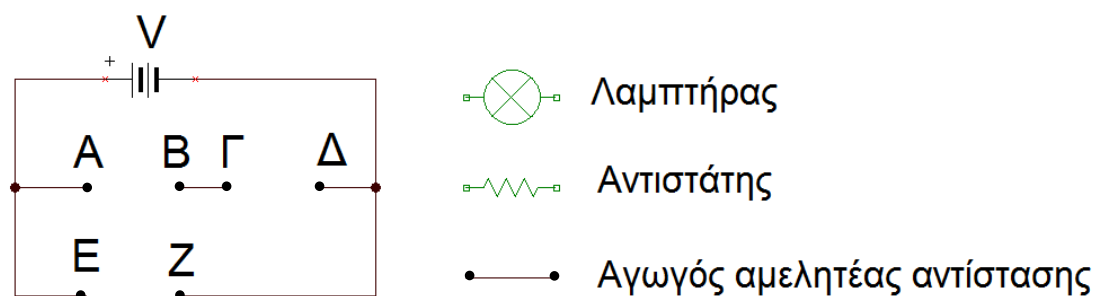 V
+
Α Β Γ Δ
Ε Ζ
Λαμπτήρας
Αντιστάτης
Αγωγός αμελητέας αντίστασης